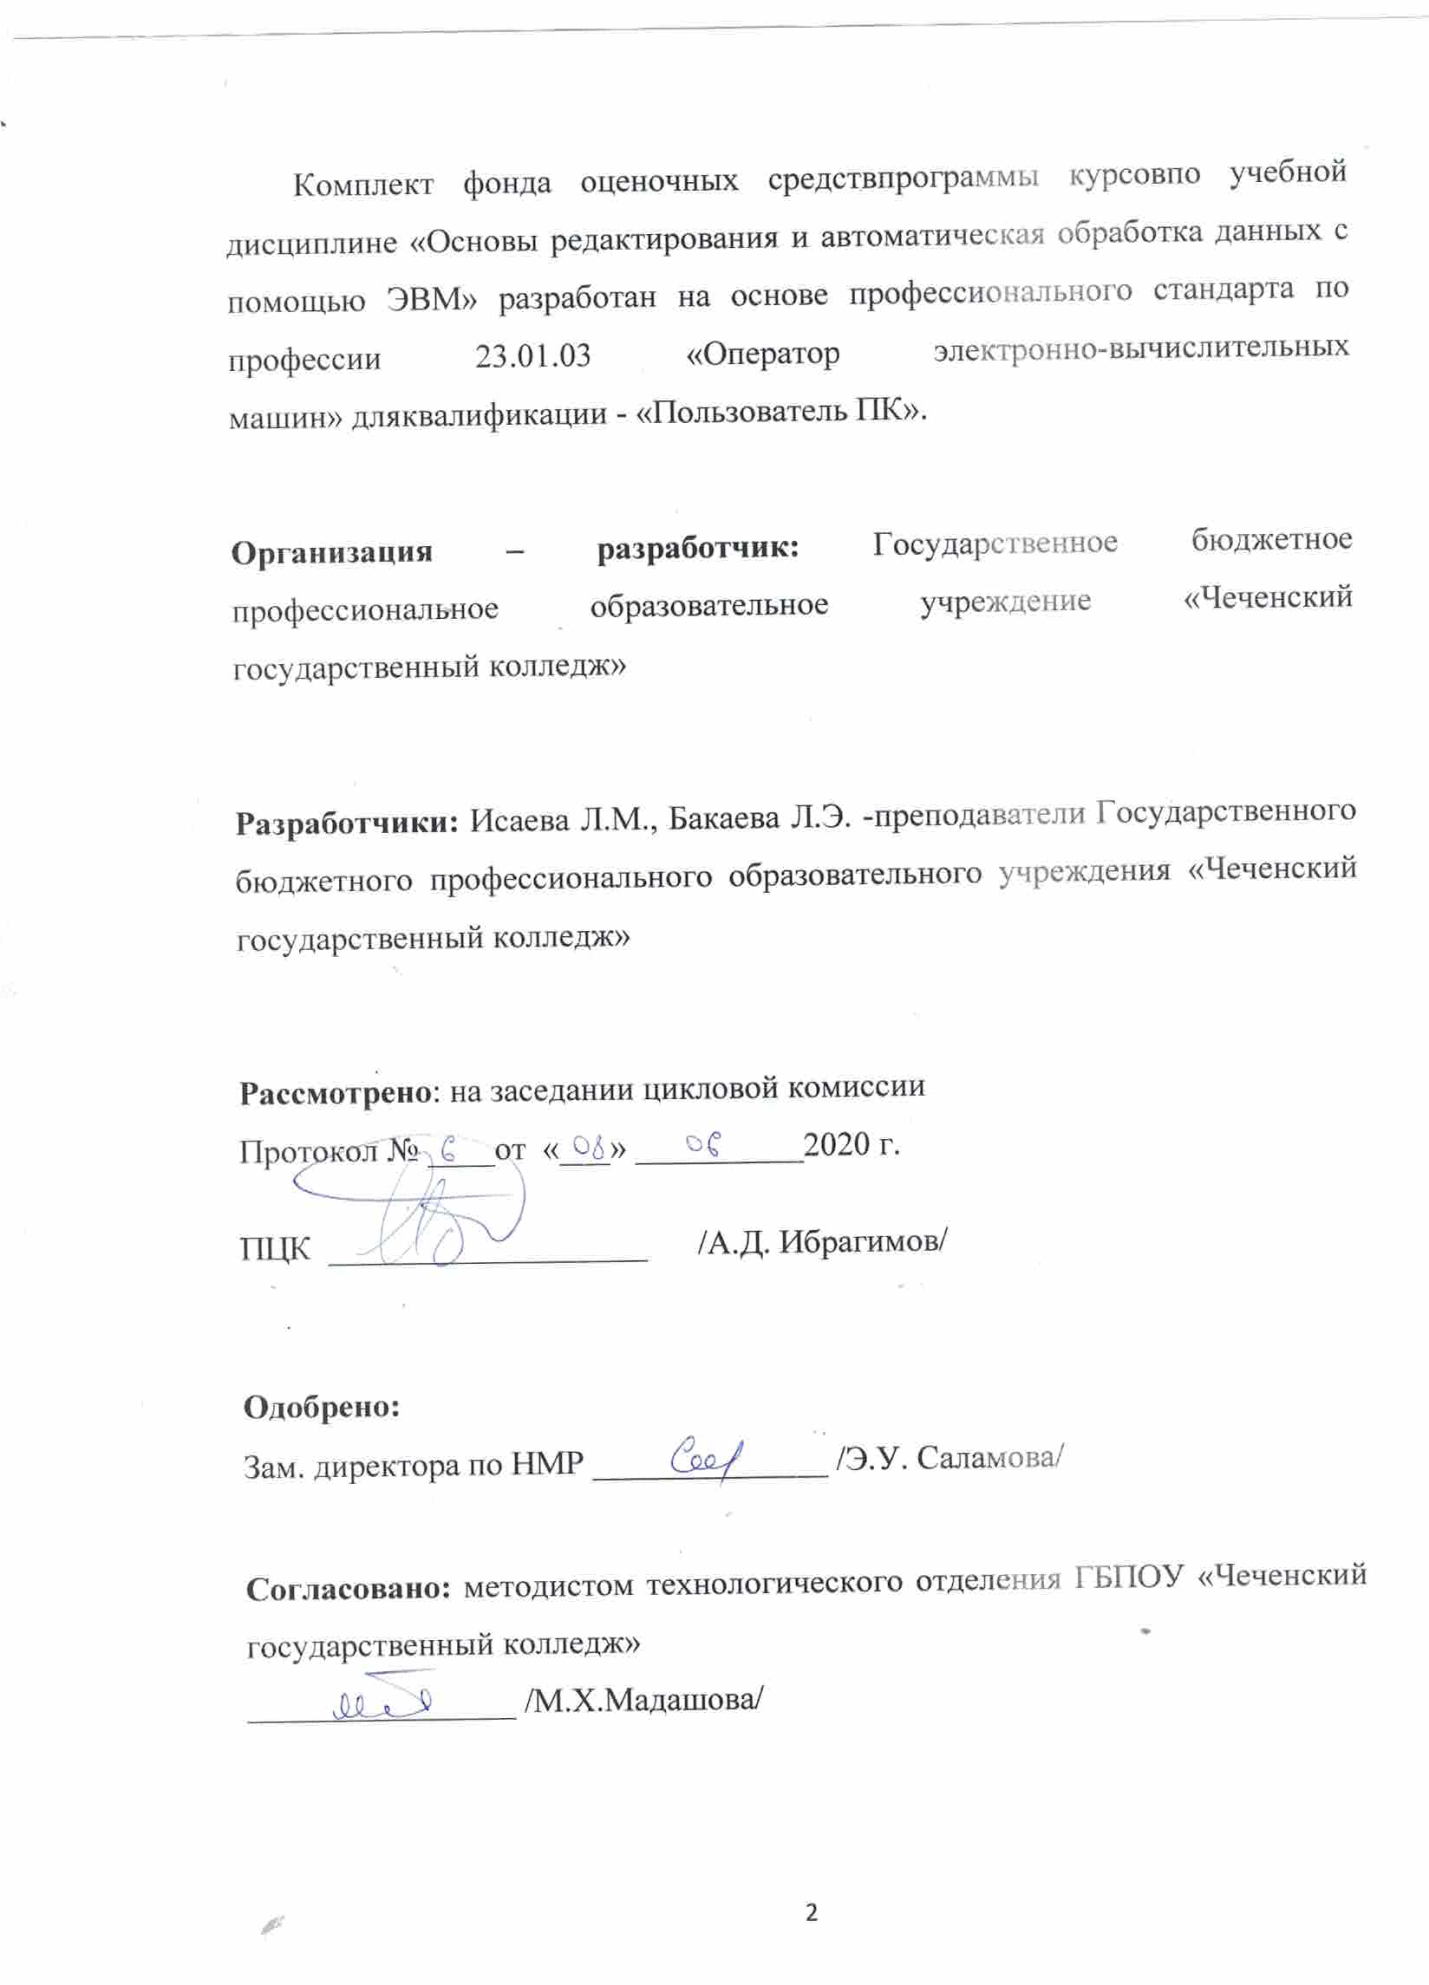 Комплект фонда оценочных средствпрограммы курсовпо учебной
дисциплине «Основы редактирования и автоматическая обработка данных с
помощью ЭВМ» разработан на основе профессионального стандарта по
профессии 23.01.03 «Оператор электронно-вычислительных
машин» дляквалификации - «Пользователь ПК».
Организация – разработчик: Государственное бюджетное
профессиональное образовательное учреждение «Чеченский
государственный колледж»
Разработчики: Исаева Л.М., Бакаева Л.Э. -преподаватели Государственного
бюджетного профессионального образовательного учреждения «Чеченский
государственный колледж»
Рассмотрено: на заседании цикловой комиссии
Протокол № 6 от «08» 06 2020 г.
ПЦК /А.Д. Ибрагимов/
Одобрено:
Зам. директора по НМР /Э.У. Саламова/
Согласовано: методистом технологического отделения ГБПОУ «Чеченский
государственный колледж»
/М.Х.Мадашова/
2